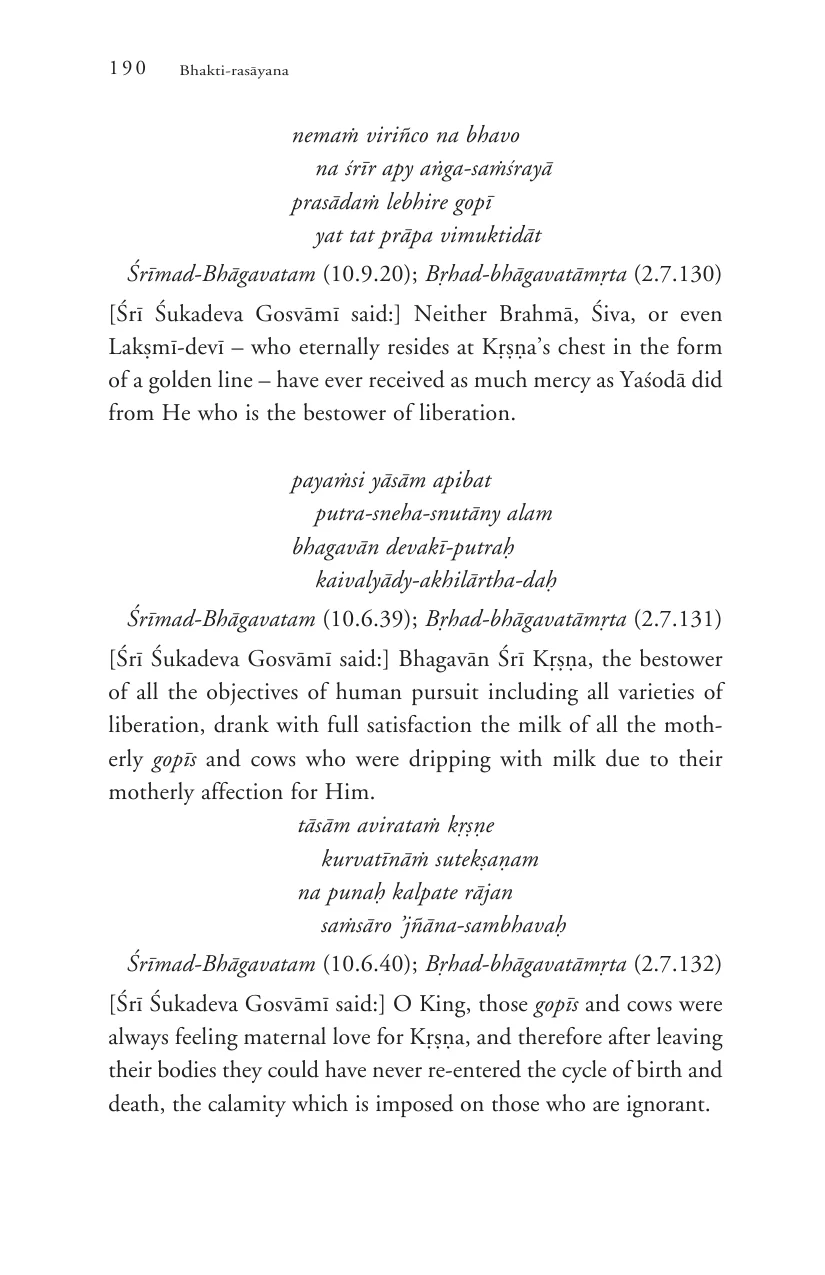 190 Bhakti-rasāyana
nemaṁ viriñco na bhavo
na śrīr apy aṅga-saṁśrayā
prasādaṁ lebhire gopī
yat tat prāpa vimuktidāt
Śrīmad-Bhāgavatam (10.9.20); Bṛhad-bhāgavatāmṛta (2.7.130)
[Śrī Śukadeva Gosvāmī said:] Neither Brahmā, Śiva, or even
Lakṣmī-devī – who eternally resides at Kṛṣṇa’s chest in the form
of a golden line – have ever received as much mercy as Yaśodā did
from He who is the bestower of liberation.
payaṁsi yāsām apibat
putra-sneha-snutāny alam
bhagavān devakī-putraḥ
kaivalyādy-akhilārtha-daḥ
Śrīmad-Bhāgavatam (10.6.39); Bṛhad-bhāgavatāmṛta (2.7.131)
[Śrī Śukadeva Gosvāmī said:] Bhagavān Śrī Kṛṣṇa, the bestower
of all the objectives of human pursuit including all varieties of
liberation, drank with full satisfaction the milk of all the moth-
erly gopīs and cows who were dripping with milk due to their
motherly affection for Him.
tāsām avirataṁ kṛṣṇe
kurvatīnāṁ sutekṣaṇam
na punaḥ kalpate rājan
saṁsāro ’jñāna-sambhavaḥ
Śrīmad-Bhāgavatam (10.6.40); Bṛhad-bhāgavatāmṛta (2.7.132)
[Śrī Śukadeva Gosvāmī said:] O King, those gopīs and cows were
always feeling maternal love for Kṛṣṇa, and therefore after leaving
their bodies they could have never re-entered the cycle of birth and
death, the calamity which is imposed on those who are ignorant.